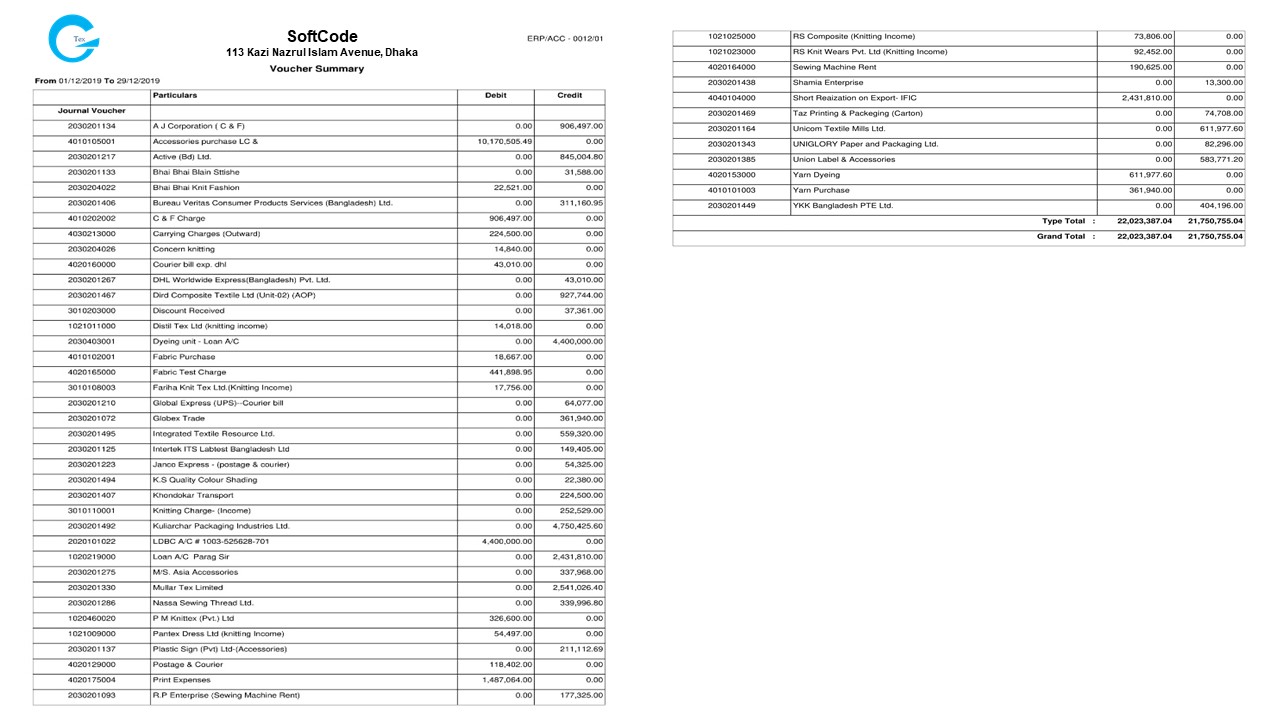 Tex
SoftCode
113 Kazi Nazrul Islam Avenue, Dhaka
ERP/ACC - 0012/01
Voucher Summary
From 01/12/2019 To 29/12/2019
Particulars Debit Credit
Journal Voucher
2030201134 A J Corporation ( C & F) 0.00 906,497.00
4010105001 Accessories purchase LC & 10,170,505.49 0.00
2030201217 Active (Bd) Ltd. 0.00 845,004.80
2030201133 Bhai Bhai Blain Sttishe 0.00 31,588.00
2030204022 Bhai Bhai Knit Fashion 22,521.00 0.00
2030201406 Bureau Veritas Consumer Products Services (Bangladesh) Ltd. 0.00 311,160.95
4010202002 C & F Charge 906,497.00 0.00
4030213000 Carrying Charges (Outward) 224,500.00 0.00
2030204026 Concern knitting 14,840.00 0.00
4020160000 Courier bill exp. dhl 43,010.00 0.00
2030201267 DHL Worldwide Express(Bangladesh) Pvt. Ltd. 0.00 43,010.00
2030201467 Dird Composite Textile Ltd (Unit-02) (AOP) 0.00 927,744.00
3010203000 Discount Received 0.00 37,361.00
1021011000 Distil Tex Ltd (knitting income) 14,018.00 0.00
2030403001 Dyeing unit - Loan A/C 0.00 4,400,000.00
4010102001 Fabric Purchase 18,667.00 0.00
4020165000 Fabric Test Charge 441,898.95 0.00
3010108003 Fariha Knit Tex Ltd.(Knitting Income) 17,756.00 0.00
2030201210 Global Express (UPS)--Courier bill 0.00 64,077.00
2030201072 Globex Trade 0.00 361,940.00
2030201495 Integrated Textile Resource Ltd. 0.00 559,320.00
2030201125 Intertek ITS Labtest Bangladesh Ltd 0.00 149,405.00
2030201223 Janco Express - (postage & courier) 0.00 54,325.00
2030201494 K.S Quality Colour Shading 0.00 22,380.00
2030201407 Khondokar Transport 0.00 224,500.00
3010110001 Knitting Charge- (Income) 0.00 252,529.00
2030201492 Kuliarchar Packaging Industries Ltd. 0.00 4,750,425.60
2020101022 LDBC A/C # 1003-525628-701 4,400,000.00 0.00
1020219000 Loan A/C Parag Sir 0.00 2,431,810.00
2030201275 M/S. Asia Accessories 0.00 337,968.00
2030201330 Mullar Tex Limited 0.00 2,541,026.40
2030201286 Nassa Sewing Thread Ltd. 0.00 339,996.80
1020460020 P M Knittex (Pvt.) Ltd 326,600.00 0.00
1021009000 Pantex Dress Ltd (knitting Income) 54,497.00 0.00
2030201137 Plastic Sign (Pvt) Ltd-(Accessories) 0.00 211,112.69
4020129000 Postage & Courier 118,402.00 0.00
4020175004 Print Expenses 1,487,064.00 0.00
2030201093 R.P Enterprise (Sewing Machine Rent) 0.00 177,325.00
1021025000 RS Composite (Knitting Income) 73,806.00 0.00
1021023000 RS Knit Wears Pvt. Ltd (Knitting Income) 92,452.00 0.00
4020164000 Sewing Machine Rent 190,625.00 0.00
2030201438 Shamia Enterprise 0.00 13,300.00
4040104000 Short Reaization on Export- IFIC 2,431,810.00 0.00
2030201469 Taz Printing & Packeging (Carton) 0.00 74,708.00
2030201164 Unicom Textile Mills Ltd. 0.00 611,977.60
2030201343 UNIGLORY Paper and Packaging Ltd. 0.00 82,296.00
2030201385 Union Label & Accessories 0.00 583,771.20
4020153000 Yarn Dyeing 611,977.60 0.00
4010101003 Yarn Purchase 361,940.00 0.00
2030201449 YKK Bangladesh PTE Ltd. 0.00 404,196.00
Type Total : 22,023,387.04 21,750,755.04
Grand Total : 22,023,387.04 21,750,755.04